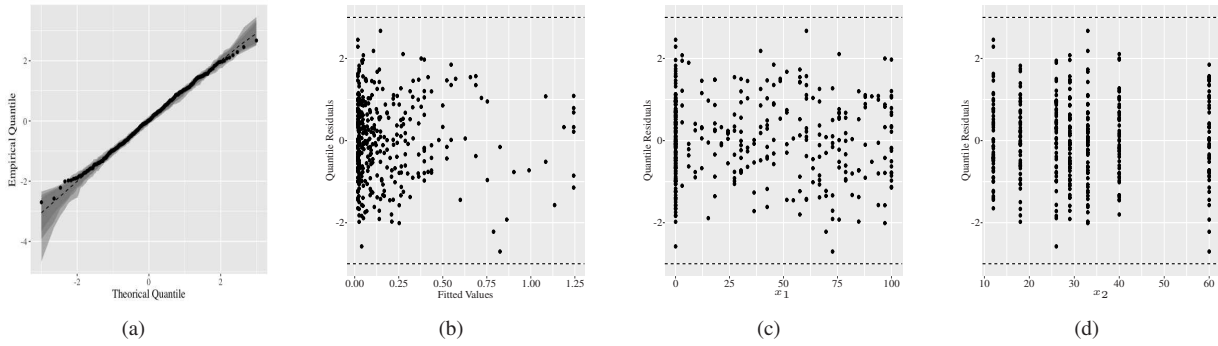 Empirical Quantile
2
0
-2
-4
-2
0
2
Theorical Quantile
(a)
Quantile Residuals
2
0
-2
0.00
0.25
0.50
0.75
1.00
1.25
Fitted Values
(b)
Quantile Residuals
2
0
-2
0
25
50
75
100
x1
(c)
Quantile Residuals
2
0
-2
10
20
30
40
50
60
x2
(d)